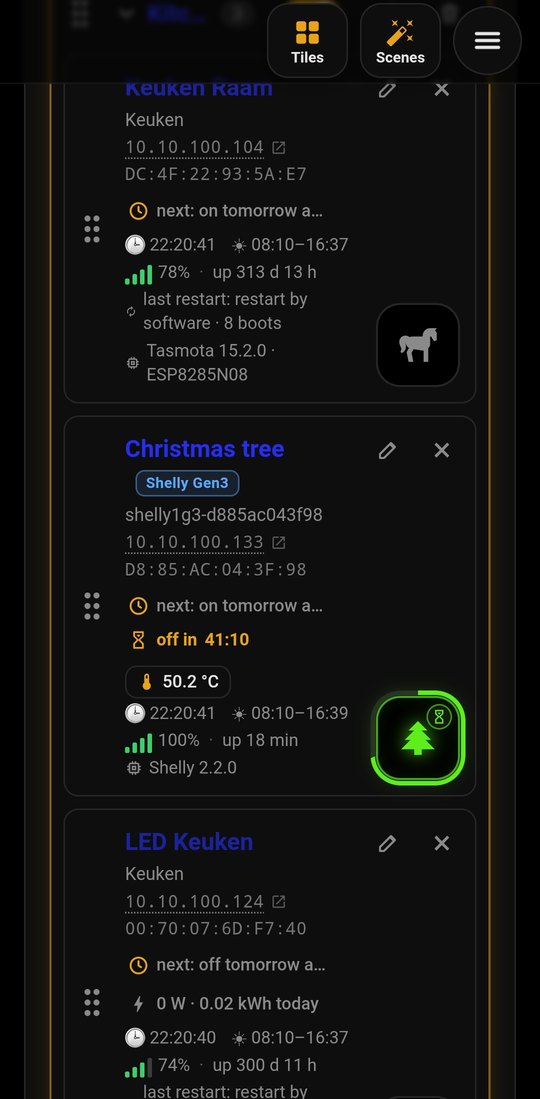 Tiles
Scenes
Keuken Raam
Keuken
10.10.100.104
DC:4F:22:93:5A:E7
next: on tomorrow a...
22:20:41 08:10–16:37
78% · up 313 d 13 h
last restart: restart by
software · 8 boots
Tasmota 15.2.0 ·
ESP8285N08
Christmas tree
Shelly Gen3
shelly1g3-d885ac043f98
10.10.100.133
D8:85:AC:04:3F:98
next: on tomorrow a...
off in 41:10
50.2 °C
22:20:41 08:10–16:39
100% · up 18 min
Shelly 2.2.0
LED Keuken
Keuken
10.10.100.124
00:70:07:6D:F7:40
next: off tomorrow a...
0 W · 0.02 kWh today
22:20:40 08:10–16:37
74% · up 300 d 11 h
last restart: restart by